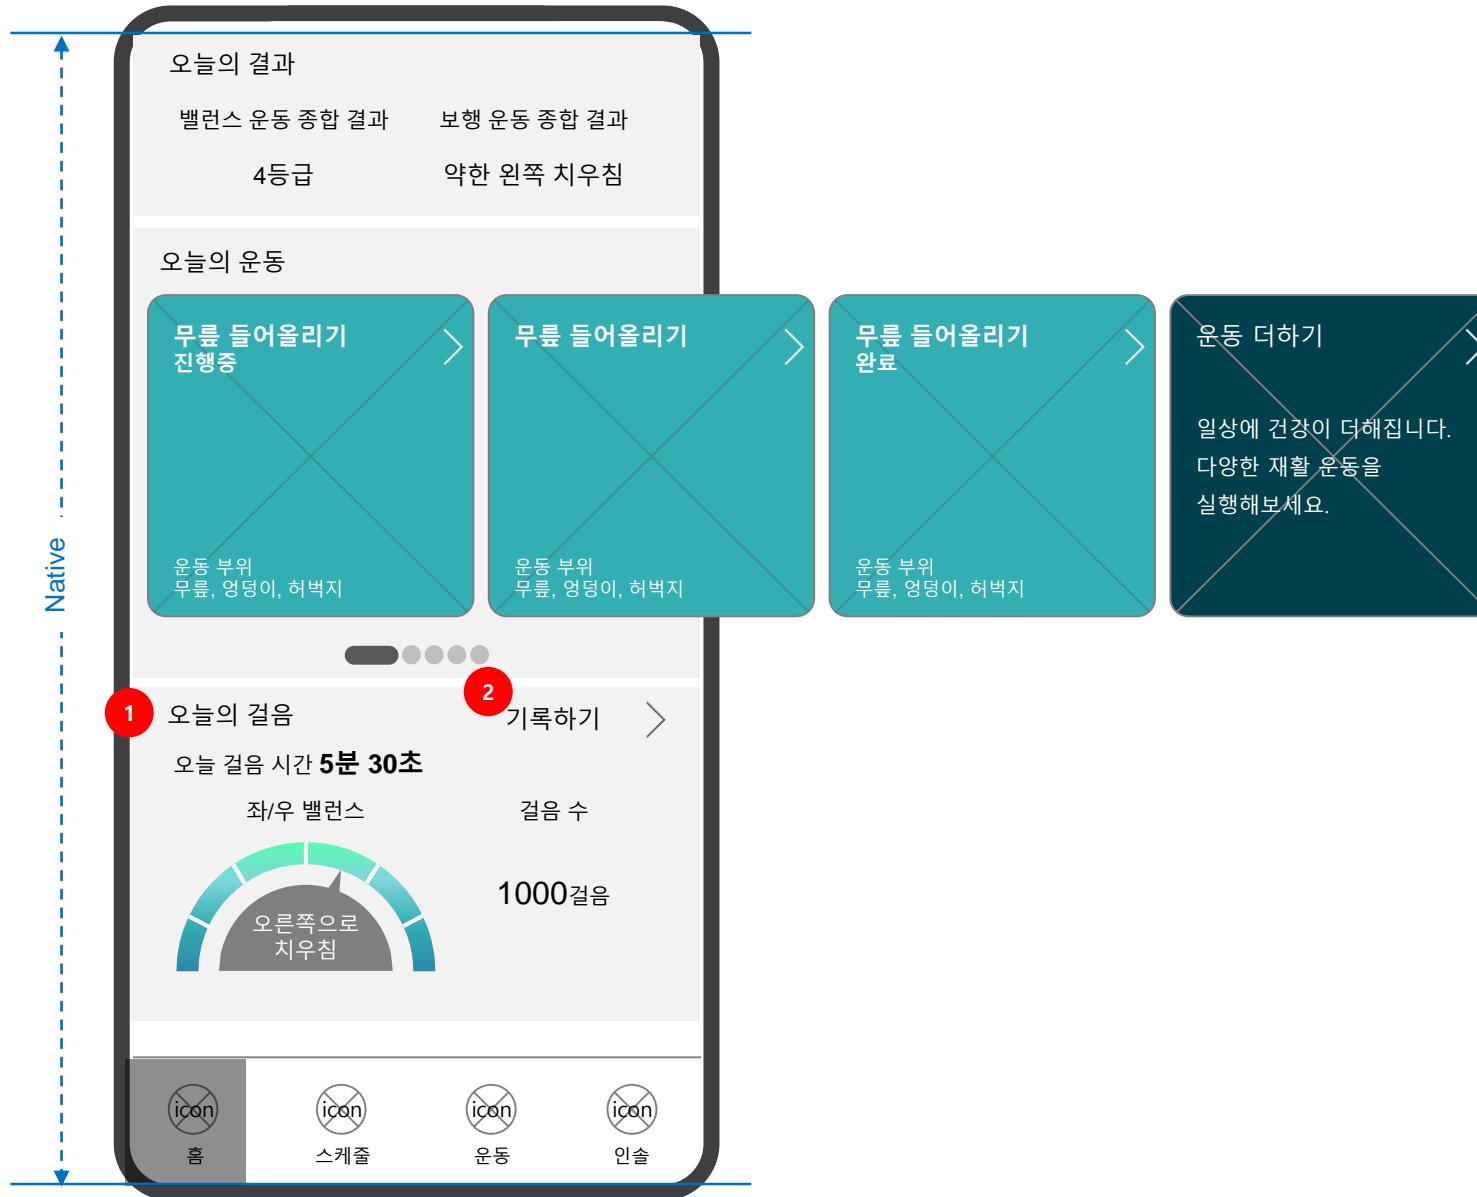 오늘의 결과
밸런스 운동 종합 결과
보행 운동 종합 결과
4등급
약한 왼쪽 치우침
오늘의 운동
무릎 들어올리기
진행중
운동 부위
무릎, 엉덩이, 허벅지
무릎 들어올리기
운동 부위
무릎, 엉덩이, 허벅지
무릎 들어올리기
완료
운동 부위
무릎, 엉덩이, 허벅지
운동 더하기
일상에 건강이 더해집니다.
다양한 재활 운동을
실행해보세요.
Native
1
오늘의 걸음
2
기록하기
오늘 걸음 시간 5분 30초
좌/우 밸런스
걸음 수
오른쪽으로
치우침
1000걸음
icon
홈
icon
스케줄
icon
운동
icon
인솔